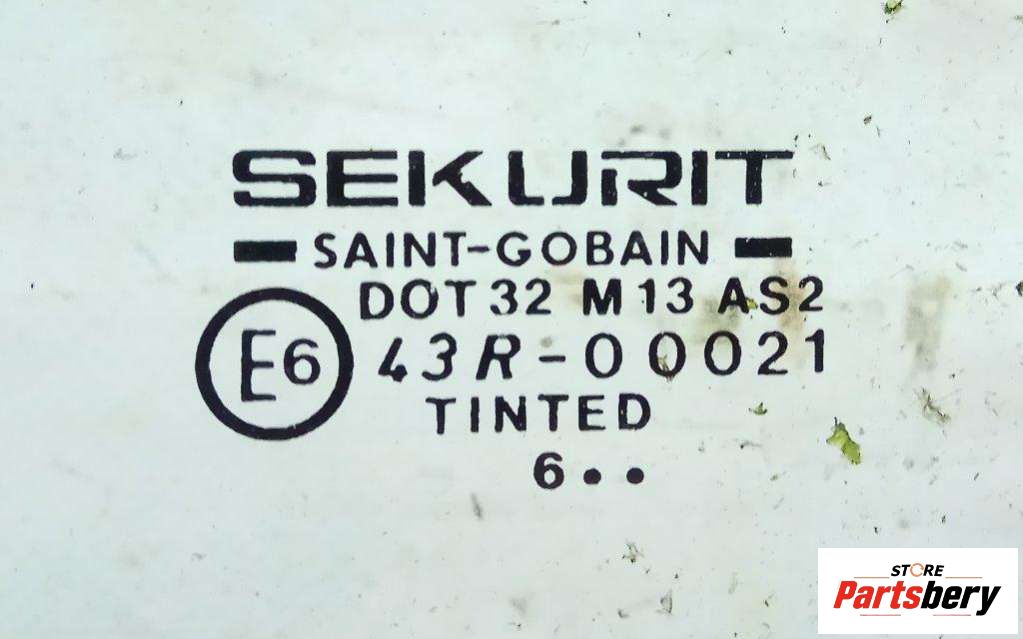 SEKURIT
SAINT-GOBAIN
DOT 32 M13 AS2
E6 43R-00021
TINTED
6••
STORE
Partsbery